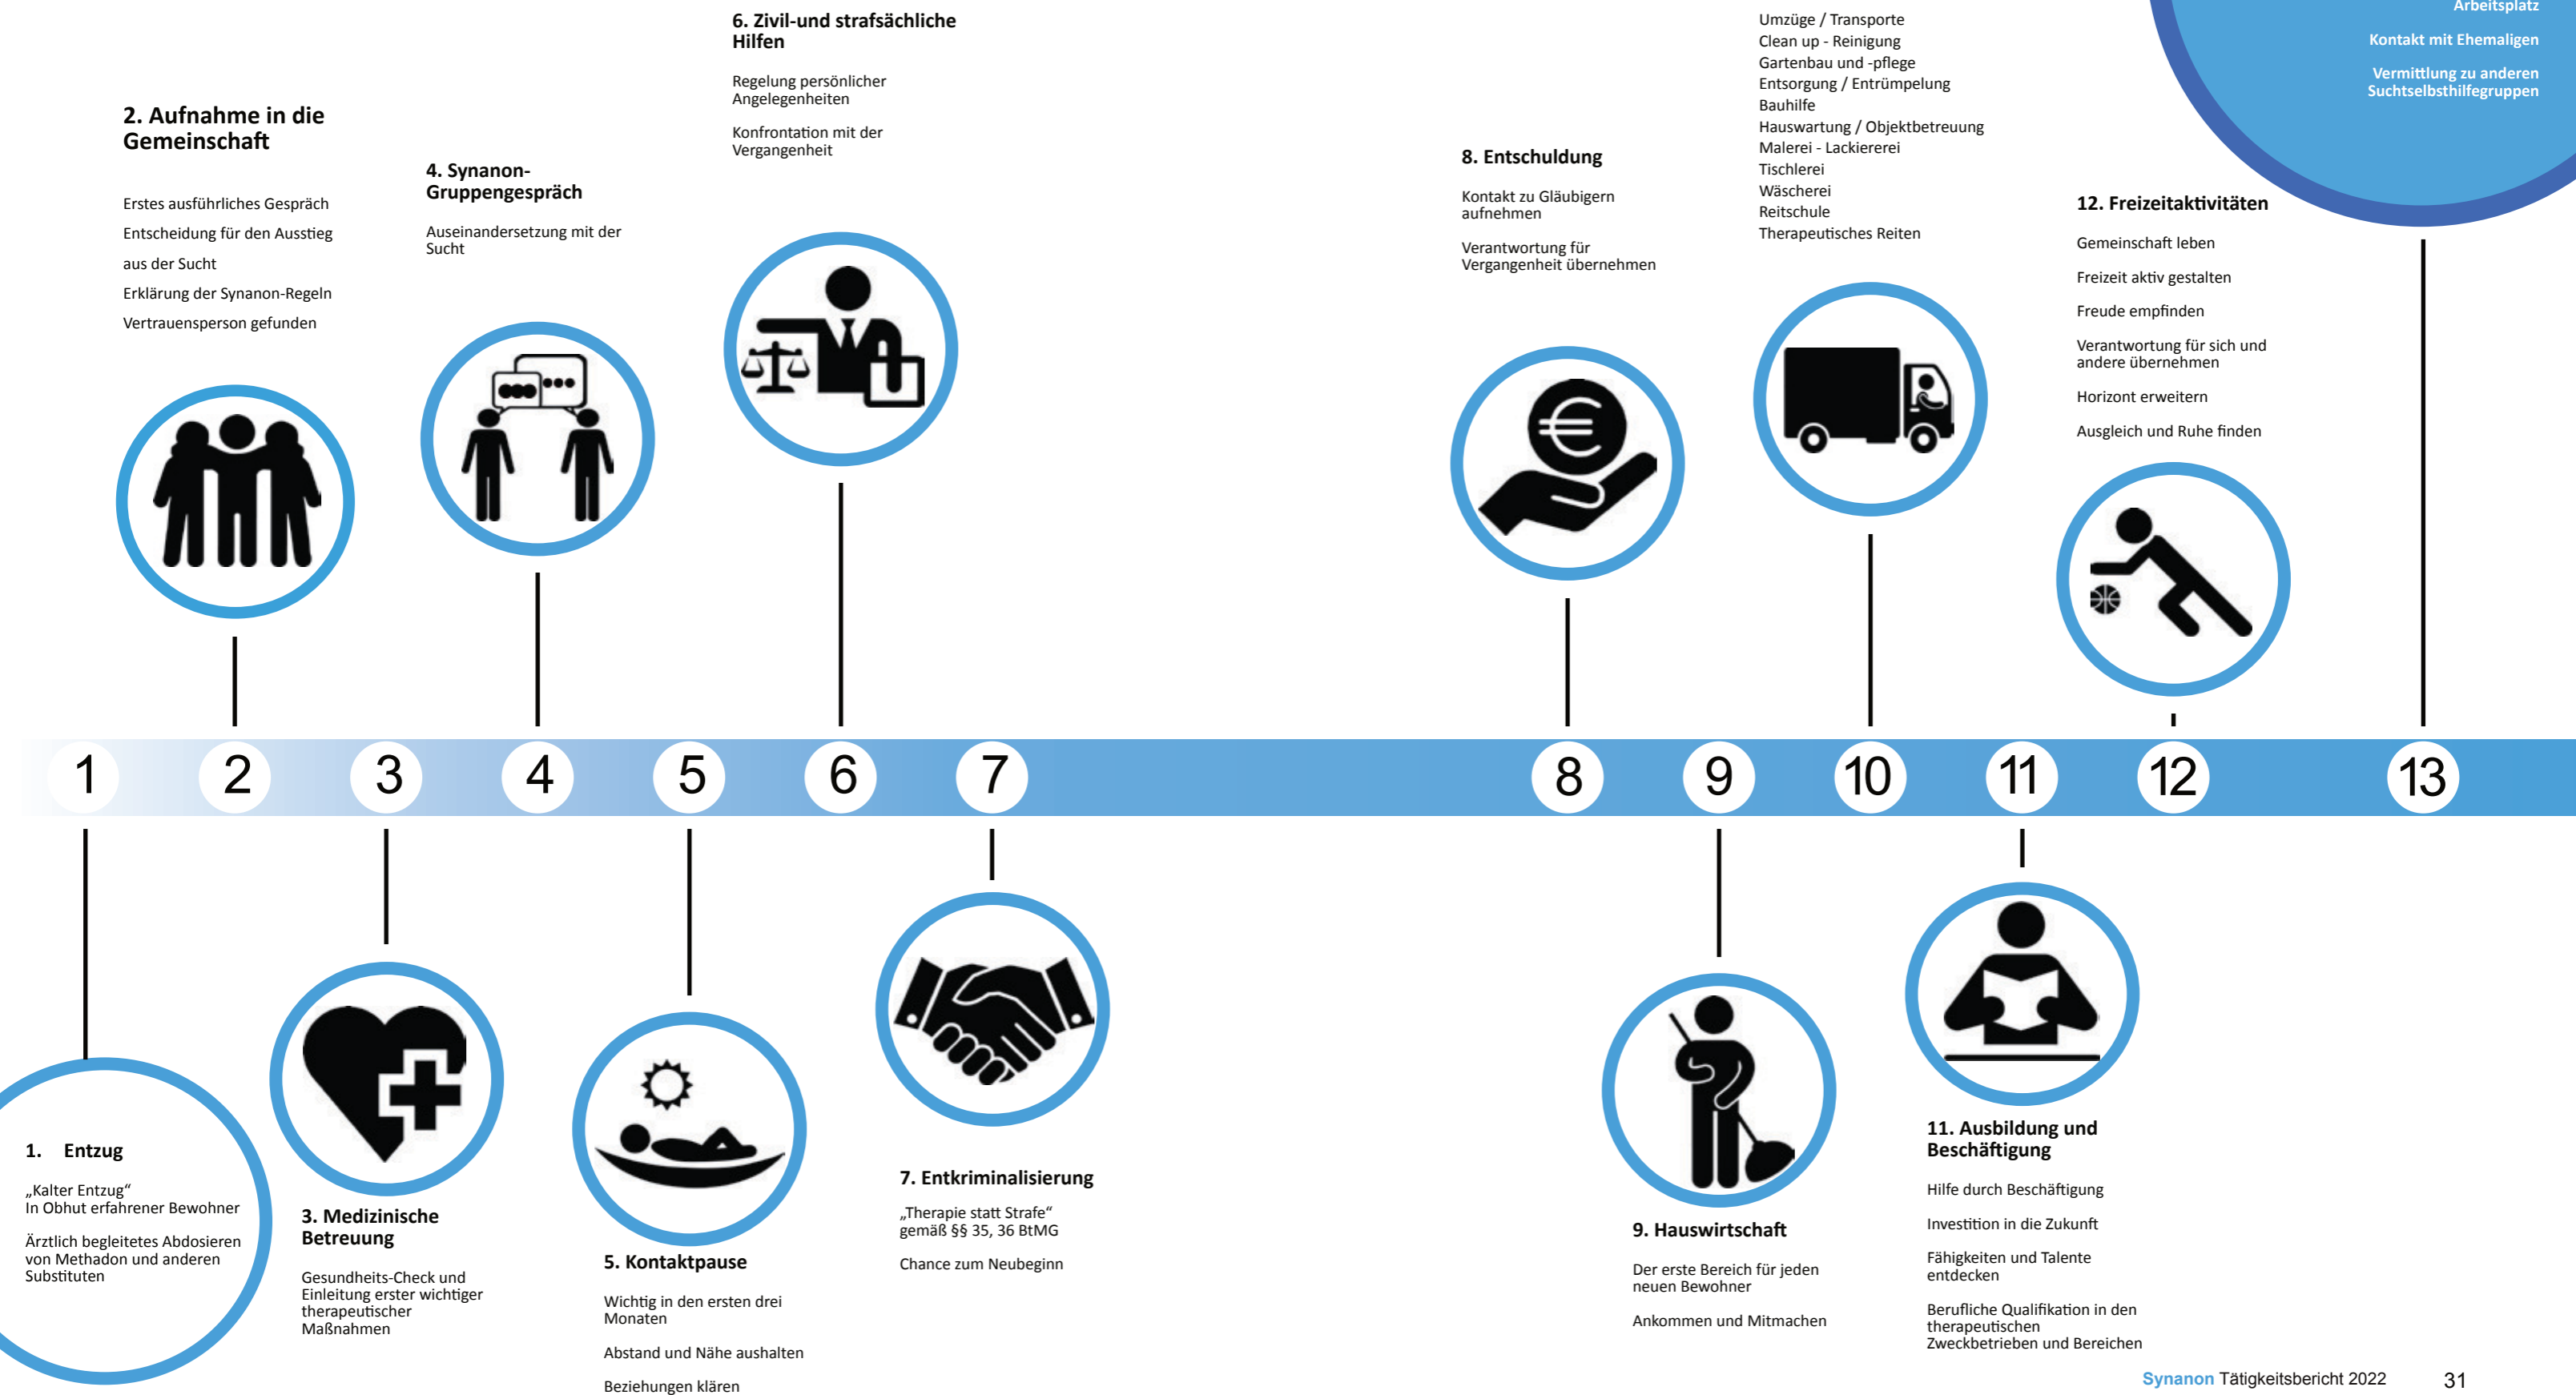 6. Zivil-und strafsächliche
Hilfen
Regelung persönlicher
Angelegenheiten
Konfrontation mit der
Vergangenheit
2. Aufnahme in die
Gemeinschaft
Erstes ausführliches Gespräch
Entscheidung für den Ausstieg
aus der Sucht
Erklärung der Synanon-Regeln
Vertrauensperson gefunden
4. Synanon-
Gruppengespräch
Auseinandersetzung mit der
Sucht
8. Entschuldung
Kontakt zu Gläubigern
aufnehmen
Verantwortung für
Vergangenheit übernehmen
Umzüge / Transporte
Clean up - Reinigung
Gartenbau und -pflege
Entsorgung / Entrümpelung
Bauhilfe
Hauswartung / Objektbetreuung
Malerei - Lackiererei
Tischlerei
Wäscherei
Reitschule
Therapeutisches Reiten
12. Freizeitaktivitäten
Gemeinschaft leben
Freizeit aktiv gestalten
Freude empfinden
Verantwortung für sich und
andere übernehmen
Horizont erweitern
Ausgleich und Ruhe finden
Arbeitsplatz
Kontakt mit Ehemaligen
Vermittlung zu anderen
Suchtselbsthilfegruppen
1 2 3 4 5 6 7 8 9 10 11 12 13
1. Entzug
„Kalter Entzug“
In Obhut erfahrener Bewohner
Ärztlich begleitetes Abdosieren
von Methadon und anderen
Substituten
3. Medizinische
Betreuung
Gesundheits-Check und
Einleitung erster wichtiger
therapeutischer
Maßnahmen
5. Kontaktpause
Wichtig in den ersten drei
Monaten
Abstand und Nähe aushalten
Beziehungen klären
7. Entkriminalisierung
„Therapie statt Strafe“
gemäß §§ 35, 36 BtMG
Chance zum Neubeginn
9. Hauswirtschaft
Der erste Bereich für jeden
neuen Bewohner
Ankommen und Mitmachen
11. Ausbildung und
Beschäftigung
Hilfe durch Beschäftigung
Investition in die Zukunft
Fähigkeiten und Talente
entdecken
Berufliche Qualifikation in den
therapeutischen
Zweckbetrieben und Bereichen
Synanon Tätigkeitsbericht 2022 31